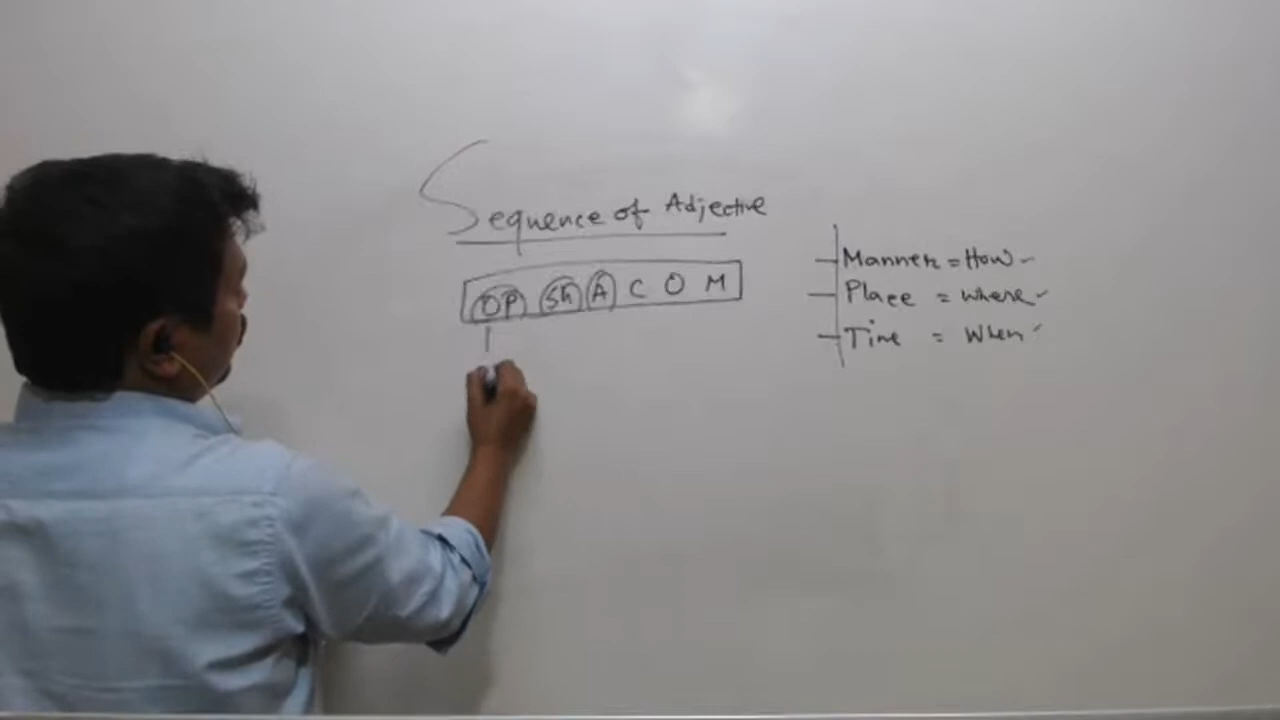 Sequence of Adjective
OP Sh A C O M
Manner = How
Place = where
Time = When